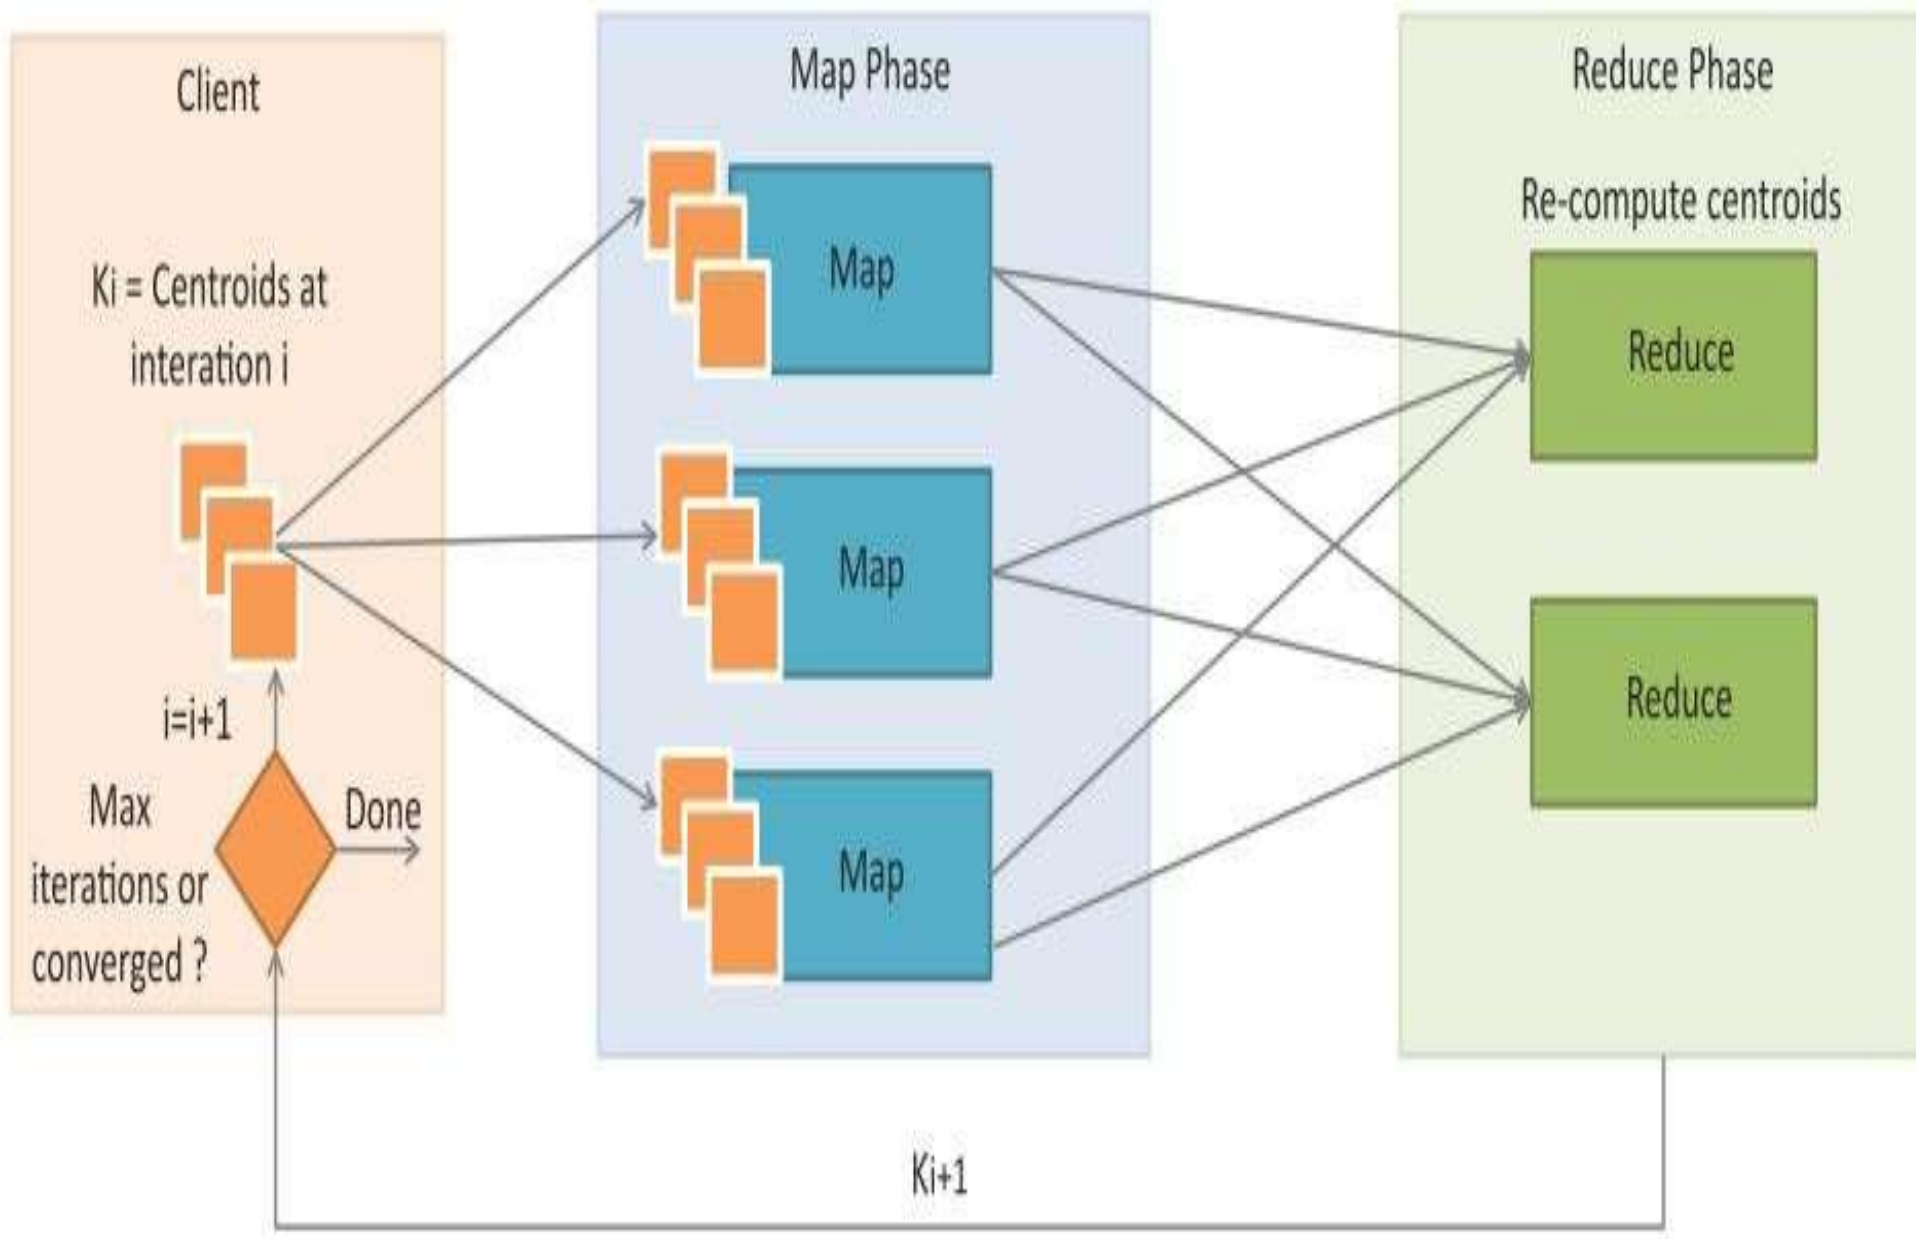 Client
Ki = Centroids at
interation i
i=i+1
Max
iterations or
converged ?
Done
Map Phase
Map
Map
Map
Reduce Phase
Re-compute centroids
Reduce
Reduce
Ki+1